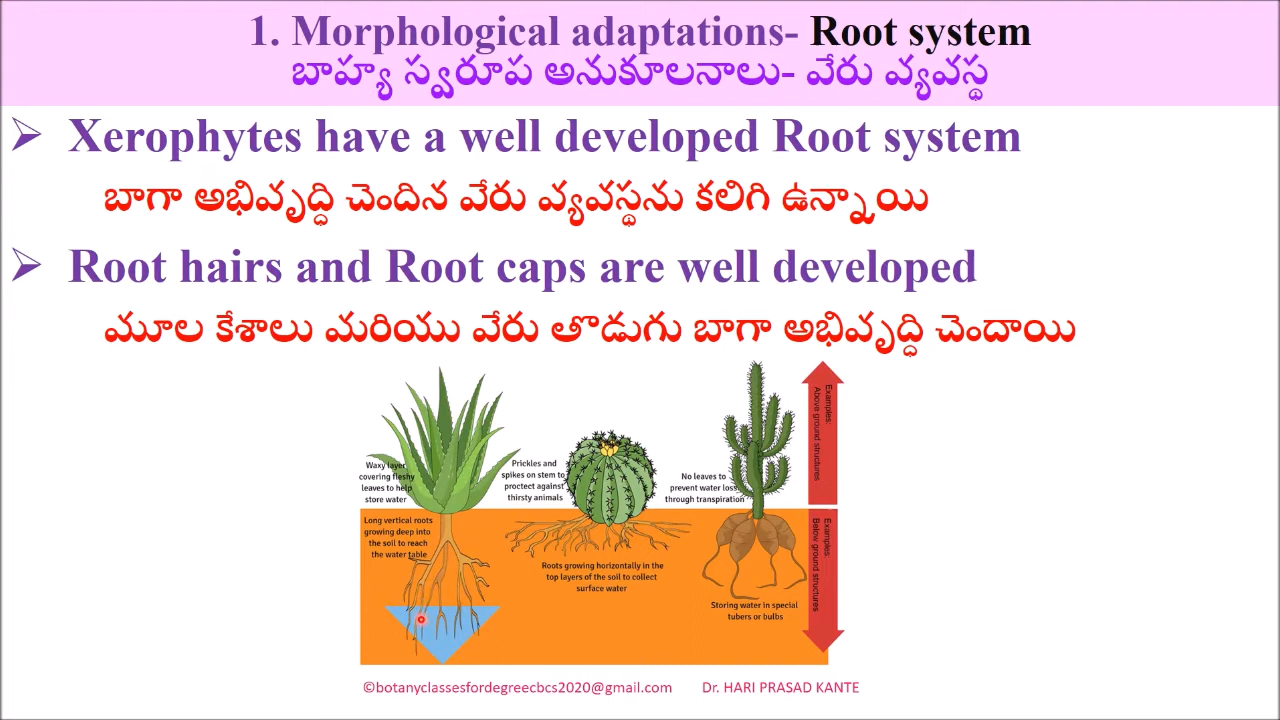 1. Morphological adaptations- Root system
బాహ్య స్వరూప అనుకూలనాలు- వేరు వ్యవస్థ
➢ Xerophytes have a well developed Root system
బాగా అభివృద్ధి చెందిన వేరు వ్యవస్థను కలిగి ఉన్నాయి
➢ Root hairs and Root caps are well developed
మూల కేశాలు మరియు వేరు తొడుగు బాగా అభివృద్ధి చెందాయి
Waxy layer
covering fleshy
leaves to help
store water
Prickles and
spikes on stem to
proctect against
thirsty animals
No leaves to
prevent water loss
through transpiration
Examples:
Above ground structures
Long vertical roots
growing deep into
the soil to reach
the water table
Roots growing horizontally in the
top layers of the soil to collect
surface water
Storing water in special
tubers or bulbs
Examples:
Below ground structures
©botanyclassesfordegreecbcs2020@gmail.com Dr. HARI PRASAD KANTE